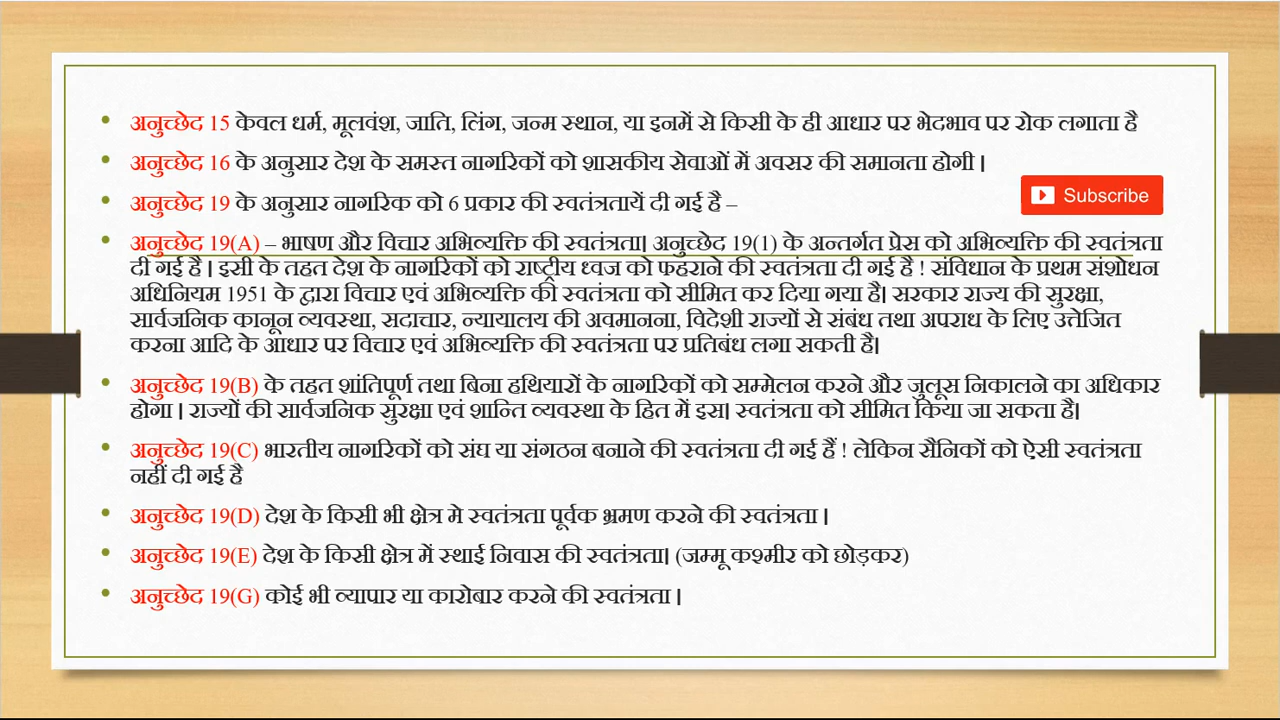 अनुच्छेद 15 केवल धर्म, मूलवंश, जाति, लिंग, जन्म स्थान, या इनमें से किसी के ही आधार पर भेदभाव पर रोक लगाता है
अनुच्छेद 16 के अनुसार देश के समस्त नागरिकों को शासकीय सेवाओं में अवसर की समानता होगी |
Subscribe
अनुच्छेद 19 के अनुसार नागरिक को 6 प्रकार की स्वतंत्रतायें दी गई है –
अनुच्छेद 19(A) – भाषण और विचार अभिव्यक्ति की स्वतंत्रता| अनुच्छेद 19(1) के अन्तर्गत प्रेस को अभिव्यक्ति की स्वतंत्रता
दी गई है | इसी के तहत देश के नागरिकों को राष्ट्रीय ध्वज को फहराने की स्वतंत्रता दी गई है ! संविधान के प्रथम संशोधन
अधिनियम 1951 के द्वारा विचार एवं अभिव्यक्ति की स्वतंत्रता को सीमित कर दिया गया है| सरकार राज्य की सुरक्षा,
सार्वजनिक कानून व्यवस्था, सदाचार, न्यायालय की अवमानना, विदेशी राज्यों से संबंध तथा अपराध के लिए उत्तेजित
करना आदि के आधार पर विचार एवं अभिव्यक्ति की स्वतंत्रता पर प्रतिबंध लगा सकती है|
अनुच्छेद 19(B) के तहत शांतिपूर्ण तथा बिना हथियारों के नागरिकों को सम्मेलन करने और जुलूस निकालने का अधिकार
होगा | राज्यों की सार्वजनिक सुरक्षा एवं शान्ति व्यवस्था के हित में इस| स्वतंत्रता को सीमित किया जा सकता है|
अनुच्छेद 19(C) भारतीय नागरिकों को संघ या संगठन बनाने की स्वतंत्रता दी गई हैं ! लेकिन सैनिकों को ऐसी स्वतंत्रता
नहीं दी गई है
अनुच्छेद 19(D) देश के किसी भी क्षेत्र मे स्वतंत्रता पूर्वक भ्रमण करने की स्वतंत्रता |
अनुच्छेद 19(E) देश के किसी क्षेत्र में स्थाई निवास की स्वतंत्रता| (जम्मू कश्मीर को छोड़कर)
अनुच्छेद 19(G) कोई भी व्यापार या कारोबार करने की स्वतंत्रता |